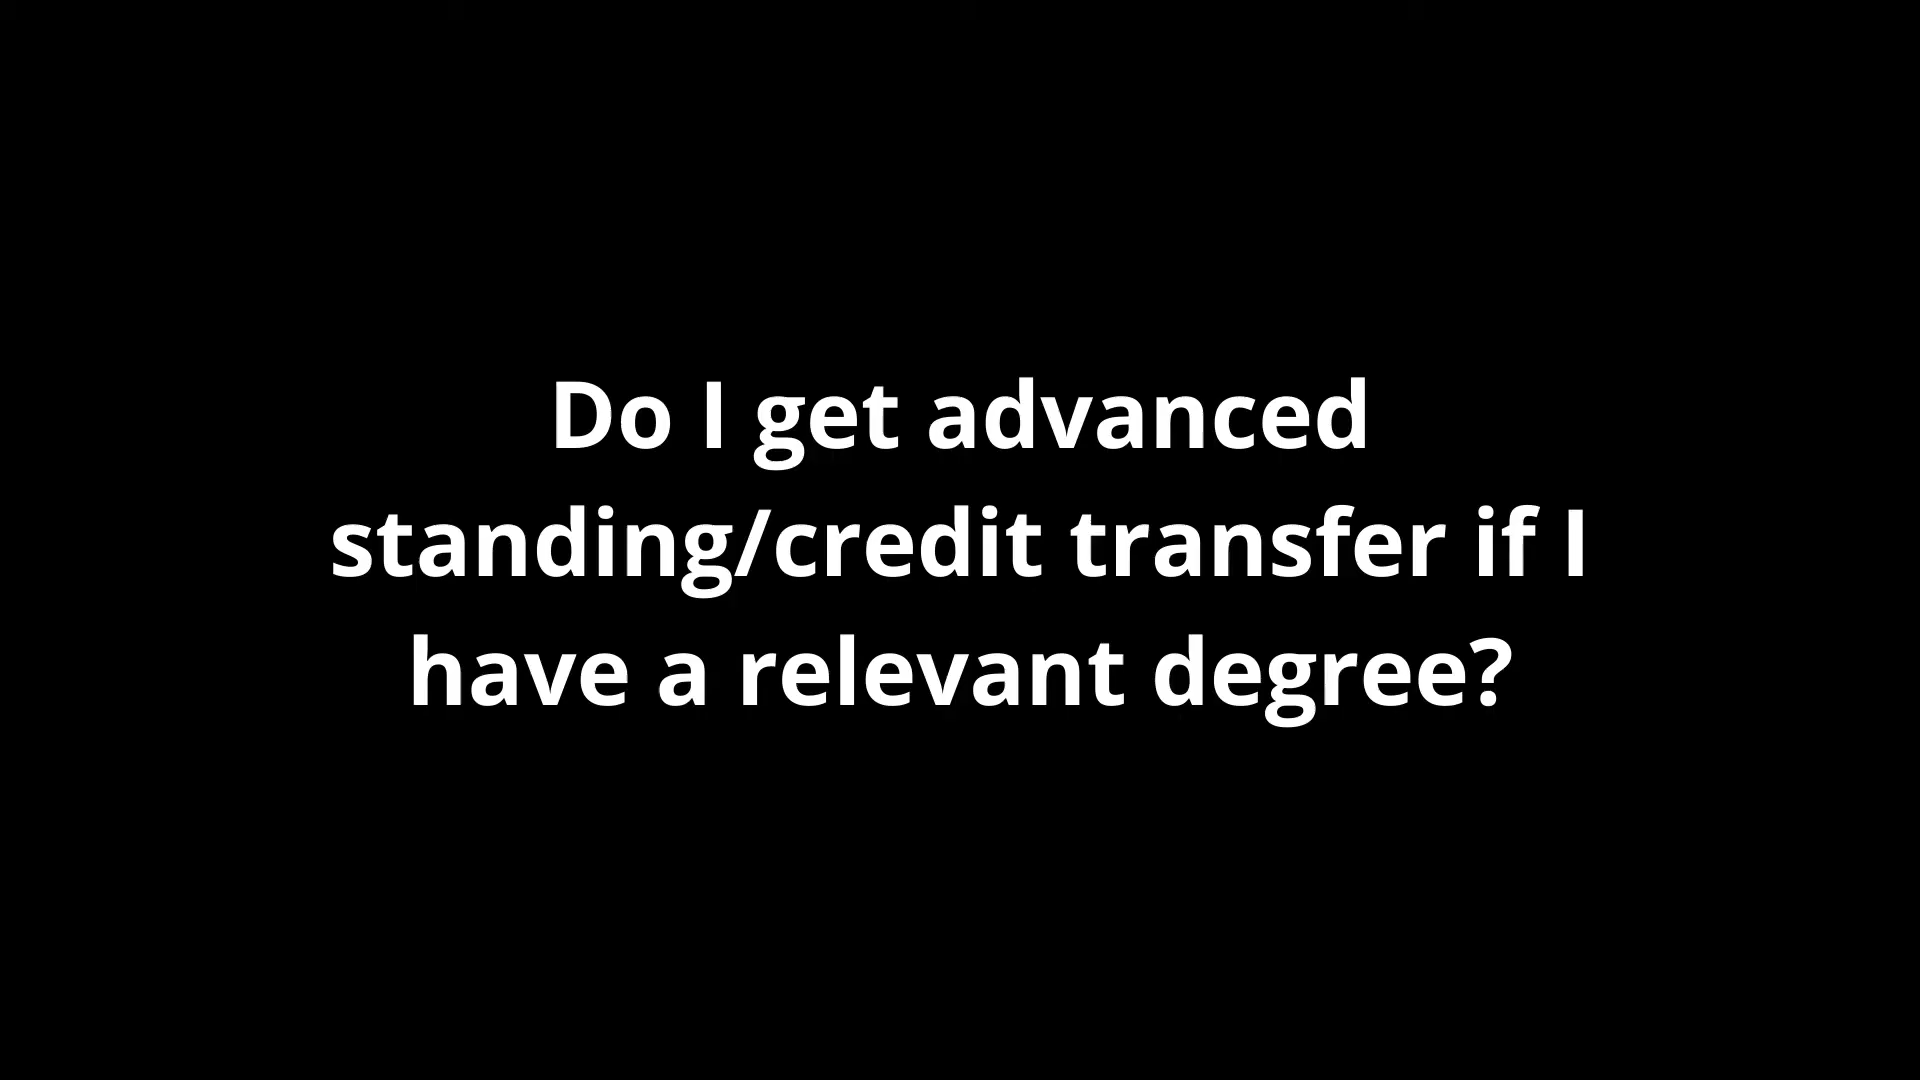 Do I get advanced
standing/credit transfer if I
have a relevant degree?